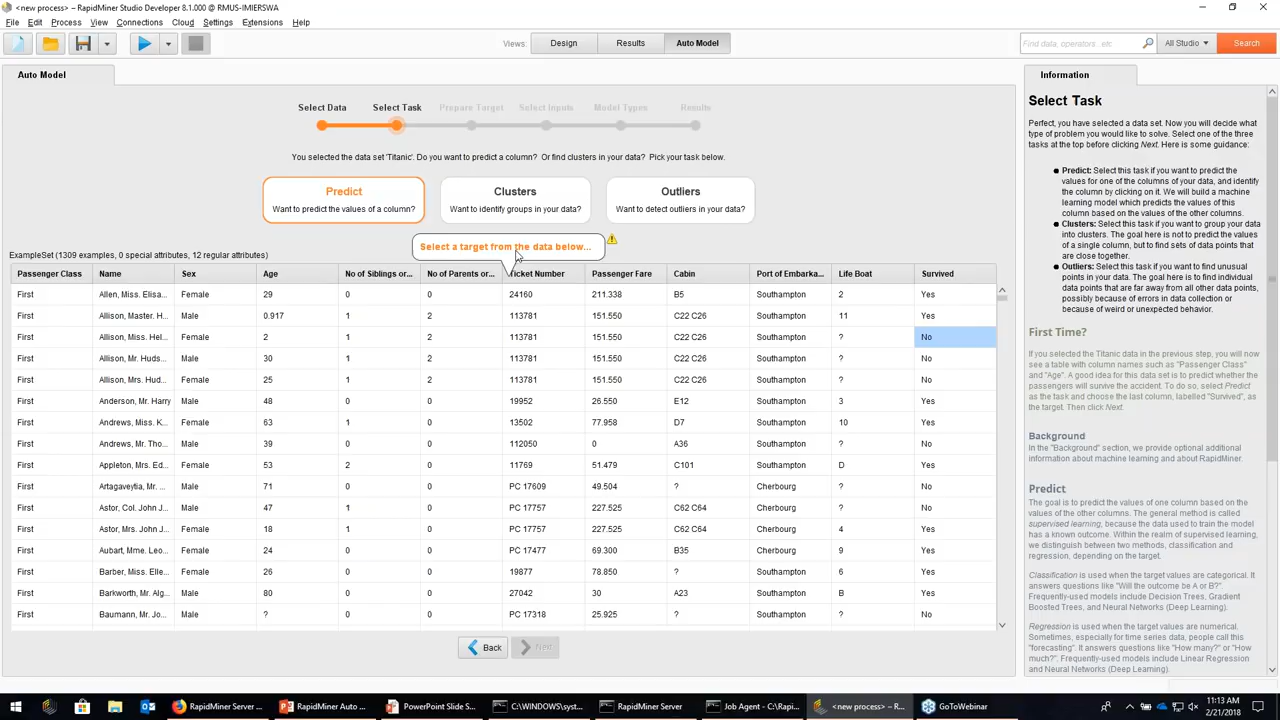 <new process> – RapidMiner Studio Developer 8.1.000 @ RMUS-IMIERSWA
File Edit Process View Connections Cloud Settings Extensions Help
Views: Design Results Auto Model
Find data, operators...etc All Studio ▼ Search
Auto Model
Select Data Select Task Prepare Target Select Inputs Model Types Results
You selected the data set 'Titanic'. Do you want to predict a column? Or find clusters in your data? Pick your task below.
Predict Clusters Outliers
Want to predict the values of a column? Want to identify groups in your data? Want to detect outliers in your data?
Select a target from the data below...
ExampleSet (1309 examples, 0 special attributes, 12 regular attributes)
Passenger Class Name Sex Age No of Siblings or... No of Parents or... Ticket Number Passenger Fare Cabin Port of Embarka... Life Boat Survived
First Allen, Miss. Elisa... Female 29 0 0 24160 211.338 B5 Southampton 2 Yes
First Allison, Master. H... Male 0.917 1 2 113781 151.550 C22 C26 Southampton 11 Yes
First Allison, Miss. Hel... Female 2 1 2 113781 151.550 C22 C26 Southampton ? No
First Allison, Mr. Huds... Male 30 1 2 113781 151.550 C22 C26 Southampton ? No
First Allison, Mrs. Hud... Female 25 1 2 113781 151.550 C22 C26 Southampton ? No
First Anderson, Mr. Harry Male 48 0 0 19952 26.550 E12 Southampton 3 Yes
First Andrews, Miss. K... Female 63 1 0 13502 77.958 D7 Southampton 10 Yes
First Andrews, Mr. Tho... Male 39 0 0 112050 0 A36 Southampton ? No
First Appleton, Mrs. Ed... Female 53 2 0 11769 51.479 C101 Southampton D Yes
First Artagaveytia, Mr. ... Male 71 0 0 PC 17609 49.504 ? Cherbourg ? No
First Astor, Col. John J... Male 47 1 0 PC 17757 227.525 C62 C64 Cherbourg ? No
First Astor, Mrs. John J... Female 18 1 0 PC 17757 227.525 C62 C64 Cherbourg 4 Yes
First Aubart, Mme. Leo... Female 24 0 0 PC 17477 69.300 B35 Cherbourg 9 Yes
First Barber, Miss. Elle... Female 26 0 0 19877 78.850 ? Southampton 6 Yes
First Barkworth, Mr. Alg... Male 80 0 0 27042 30 A23 Southampton B Yes
First Baumann, Mr. Jo... Male ? 0 0 PC 17318 25.925 ? Southampton ? No
Back Next
Information
Select Task
Perfect, you have selected a data set. Now you will decide what
type of problem you would like to solve. Select one of the three
tasks at the top before clicking Next. Here is some guidance:
● Predict: Select this task if you want to predict the
values for one of the columns of your data, and identify
the column by clicking on it. We will build a machine
learning model which predicts the values of this
column based on the values of the other columns.
● Clusters: Select this task if you want to group your data
into clusters. The goal here is not to predict the values
of a single column, but to find sets of data points that
are close together.
● Outliers: Select this task if you want to find unusual
points in your data. The goal here is to find individual
data points that are far away from all other data points,
possibly because of errors in data collection or
because of weird or unexpected behavior.
First Time?
If you selected the Titanic data in the previous step, you will now
see a table with column names such as "Passenger Class"
and "Age". A good idea for this data set is to predict whether the
passengers will survive the accident. To do so, select Predict
as the task and choose the last column, labelled "Survived", as
the target. Then click Next.
Background
In the "Background" section, we provide optional additional
information about machine learning and about RapidMiner.
Predict
The goal is to predict the values of one column based on the
values of the other columns. The general method is called
supervised learning, because the data used to train the model
has a known outcome. Within the realm of supervised learning,
we distinguish between two methods, classification and
regression, depending on the target.
Classification is used when the target values are categorical. It
answers questions like "Will the outcome be A or B?"
Frequently-used models include Decision Trees, Gradient
Boosted Trees, and Neural Networks (Deep Learning).
Regression is used when the target values are numerical.
Sometimes, especially for time series data, people call this
"forecasting". It answers questions like "How many?" or "How
much?". Frequently-used models include Linear Regression
and Neural Networks (Deep Learning).
RapidMiner Server ... RapidMiner Auto ... PowerPoint Slide S... C:\WINDOWS\syst... RapidMiner Server Job Agent - C:\Rap... <new process> – R... GoToWebinar
11:13 AM
2/21/2018